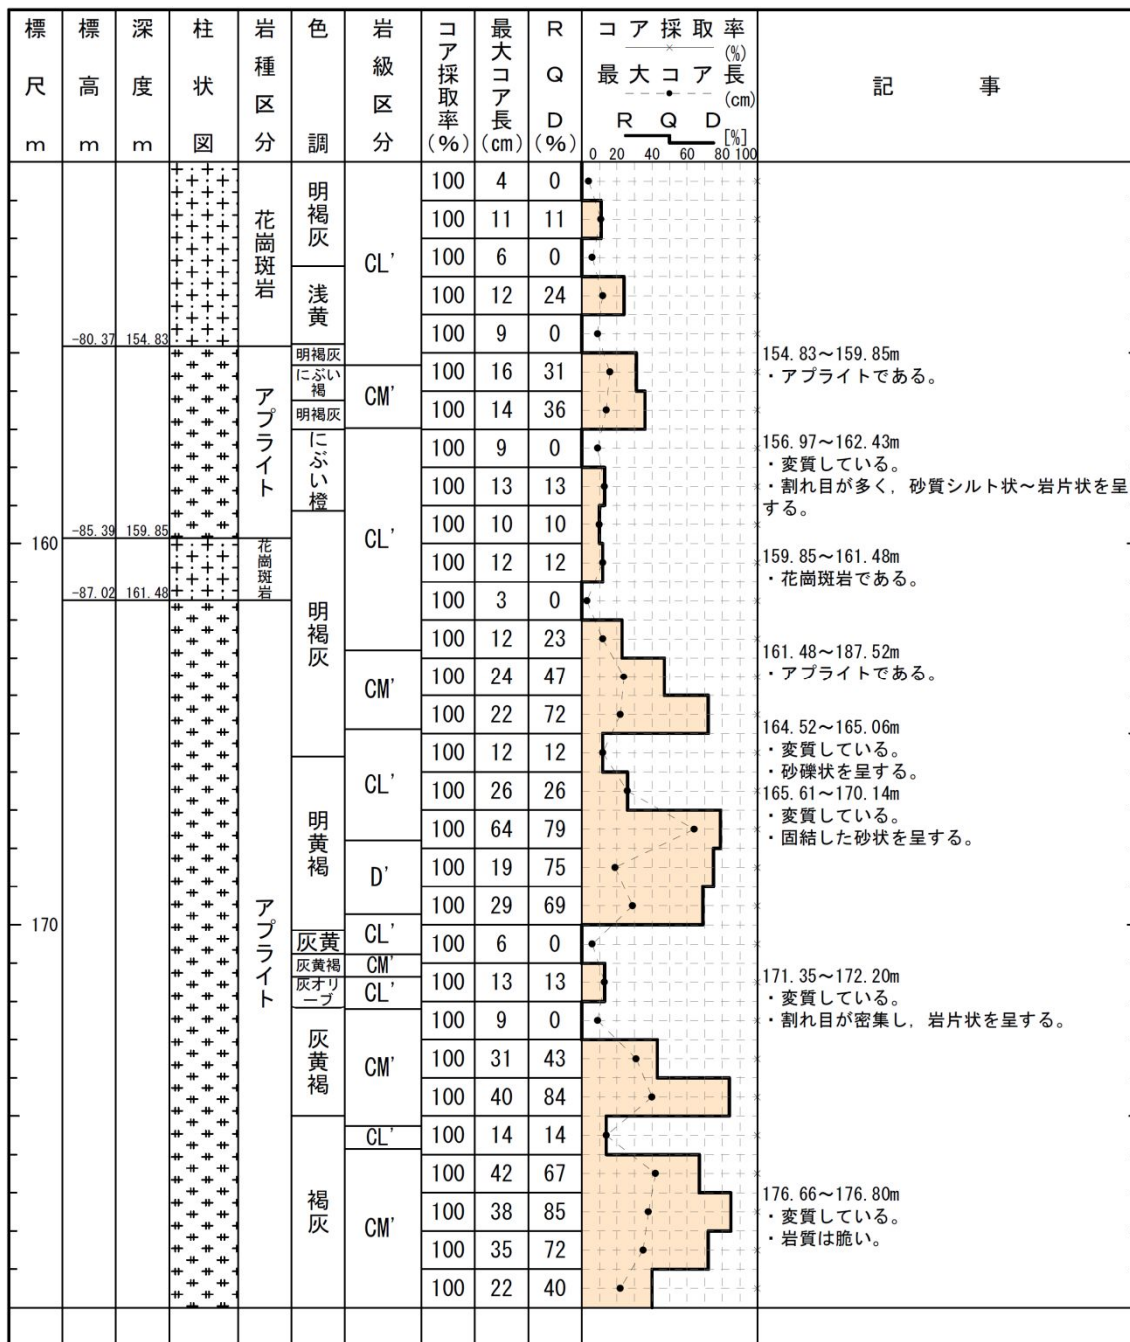 標尺m
標高m
深度m
柱状図
岩種区分
色調
岩級区分
コア採取率(%)
最大コア長(cm)
RQD(%)
コア採取率
(%)
最大コア長
(cm)
RQD
[%]
0 20 40 60 80 100
記事
花崗斑岩
明褐灰
浅黄
CL'
100 4 0
100 11 11
100 6 0
100 12 24
100 9 0
-80.37 154.83
アプライト
明褐灰
にぶい褐
明褐灰
にぶい橙
CM'
CL'
100 16 31
100 14 36
100 9 0
100 13 13
100 10 10
154.83～159.85m
・アプライトである。
156.97～162.43m
・変質している。
・割れ目が多く，砂質シルト状～岩片状を呈
する。
-85.39 159.85
160
花崗斑岩
明褐灰
100 12 12
100 3 0
159.85～161.48m
・花崗斑岩である。
-87.02 161.48
アプライト
100 12 23
CM'
100 24 47
100 22 72
161.48～187.52m
・アプライトである。
164.52～165.06m
・変質している。
・砂礫状を呈する。
CL'
明黄褐
100 12 12
100 26 26
100 64 79
165.61～170.14m
・変質している。
・固結した砂状を呈する。
D'
100 19 75
100 29 69
170
CL'
灰黄
100 6 0
灰黄褐
CM'
灰オリーブ
CL'
100 13 13
171.35～172.20m
・変質している。
・割れ目が密集し，岩片状を呈する。
灰黄褐
CM'
100 9 0
100 31 43
100 40 84
褐灰
CL'
100 14 14
CM'
100 42 67
100 38 85
100 35 72
100 22 40
176.66～176.80m
・変質している。
・岩質は脆い。